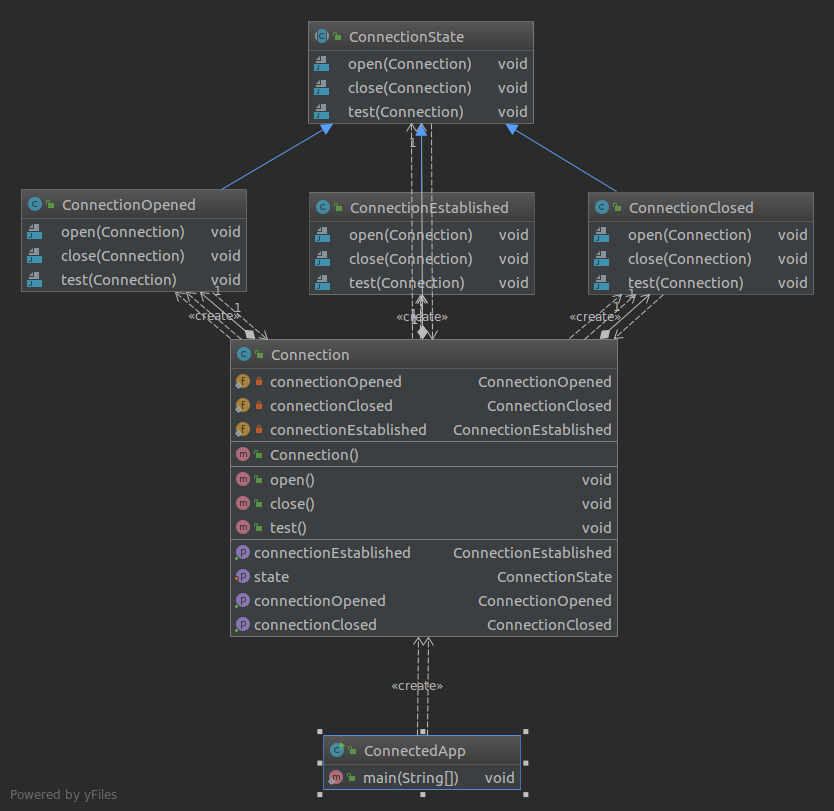 ConnectionState
open(Connection) void
close(Connection) void
test(Connection) void
1
ConnectionOpened
open(Connection) void
close(Connection) void
test(Connection) void
ConnectionEstablished
open(Connection) void
close(Connection) void
test(Connection) void
ConnectionClosed
open(Connection) void
close(Connection) void
test(Connection) void
1
1
«create»
1
1
«create»
1
1
«create»
Connection
connectionOpened ConnectionOpened
connectionClosed ConnectionClosed
connectionEstablished ConnectionEstablished
Connection()
open() void
close() void
test() void
connectionEstablished ConnectionEstablished
state ConnectionState
connectionOpened ConnectionOpened
connectionClosed ConnectionClosed
«create»
ConnectedApp
main(String[]) void
Powered by yFiles